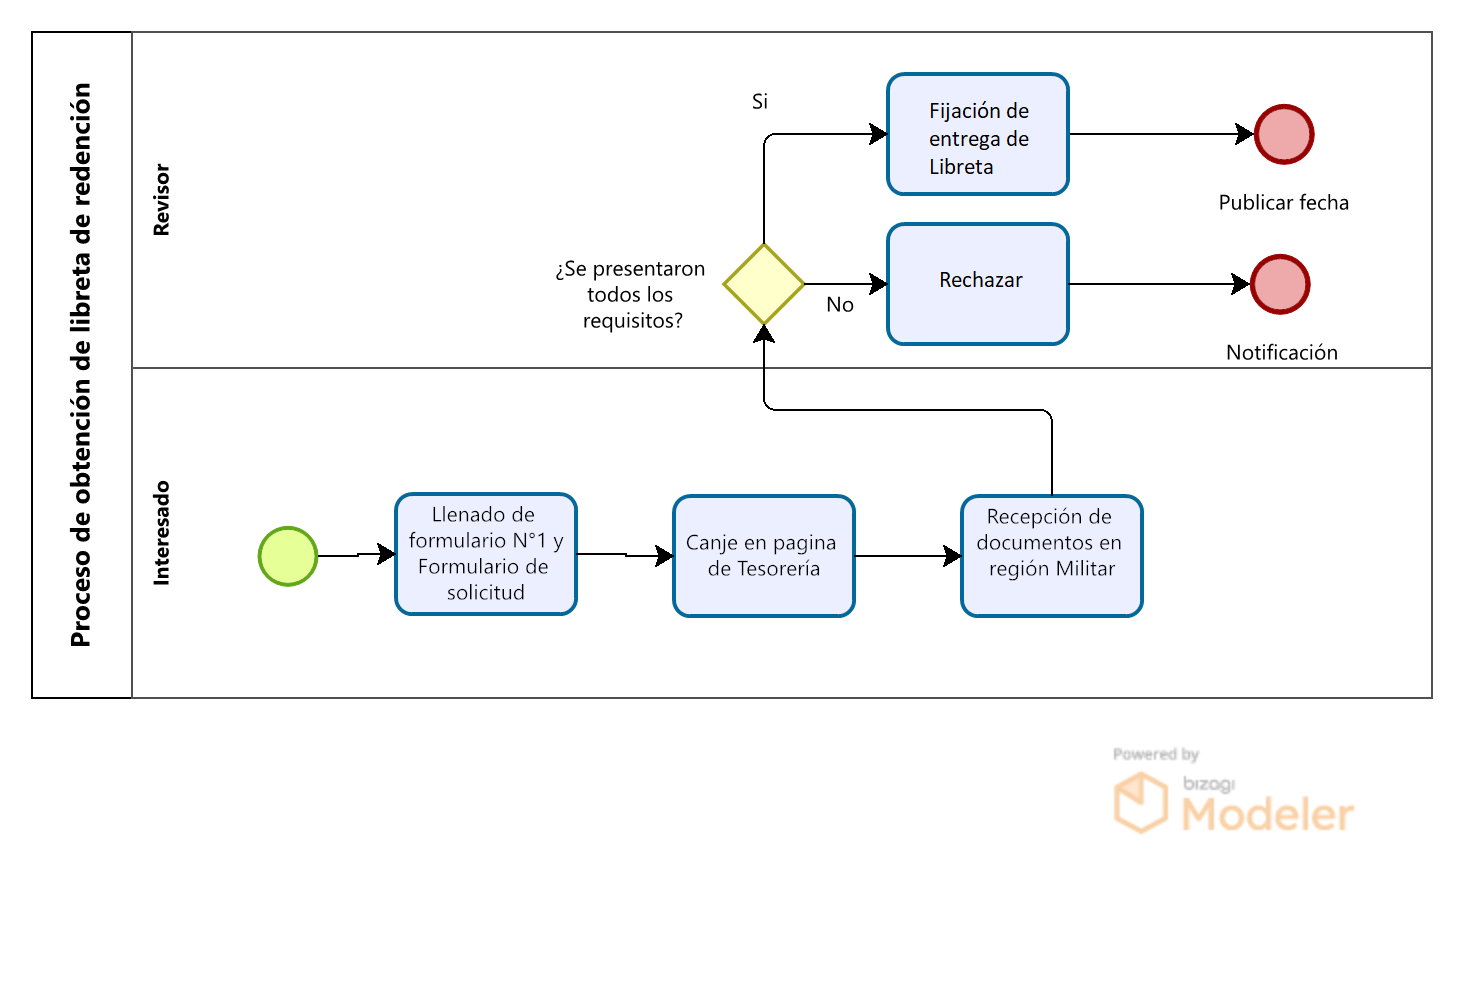 Proceso de obtención de libreta de redención
Revisor
Si
Fijación de
entrega de
Libreta
Publicar fecha
¿Se presentaron
todos los
requisitos?
No
Rechazar
Notificación
Interesado
Llenado de
formulario N°1 y
Formulario de
solicitud
Canje en pagina
de Tesorería
Recepción de
documentos en
región Militar
Powered by
bizagi
Modeler